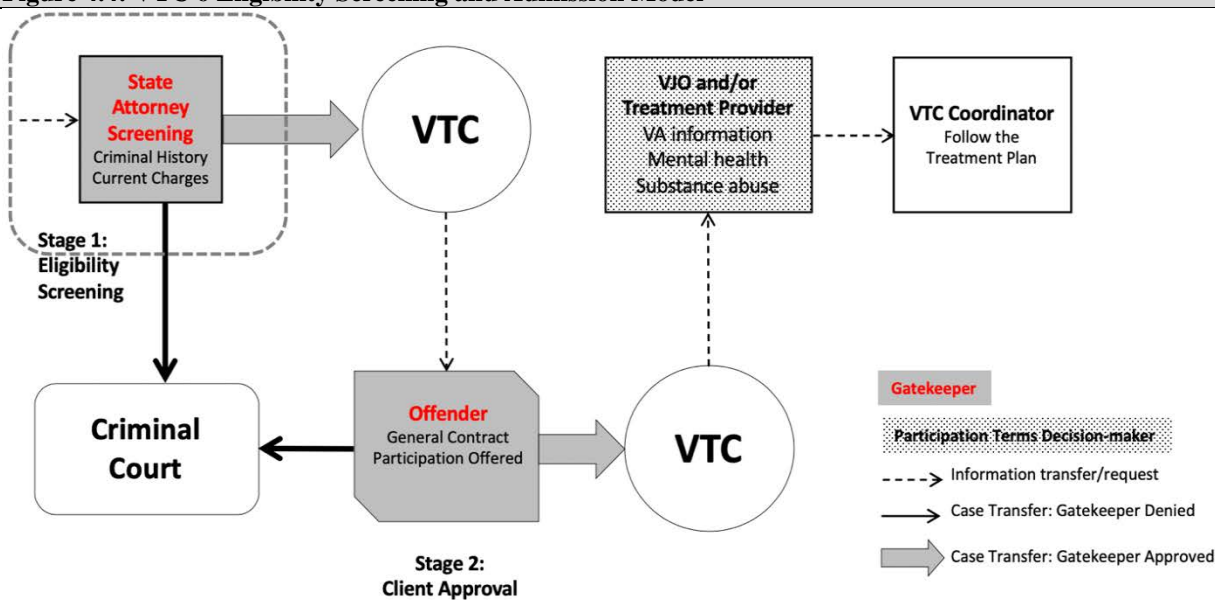 State
Attorney
Screening
Criminal History
Current Charges
VTC
VJO and/or
Treatment Provider
VA information
Mental health
Substance abuse
VTC Coordinator
Follow the
Treatment Plan
Stage 1:
Eligibility
Screening
Criminal
Court
Offender
General Contract
Participation Offered
VTC
Stage 2:
Client Approval
Gatekeeper
Participation Terms Decision-maker
Information transfer/request
Case Transfer: Gatekeeper Denied
Case Transfer: Gatekeeper Approved